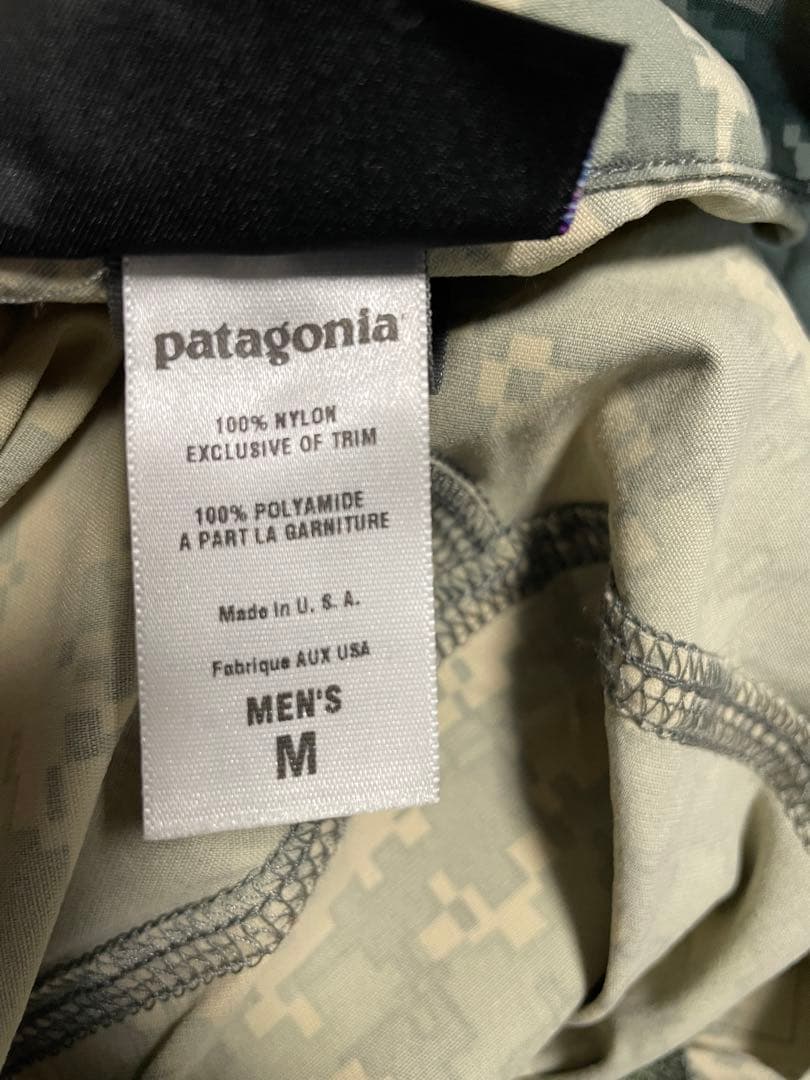 patagonia
100% NYLON
EXCLUSIVE OF TRIM
100% POLYAMIDE
A PART LA GARNITURE
Made in U. S. A.
Fabrique AUX USA
MEN'S
M